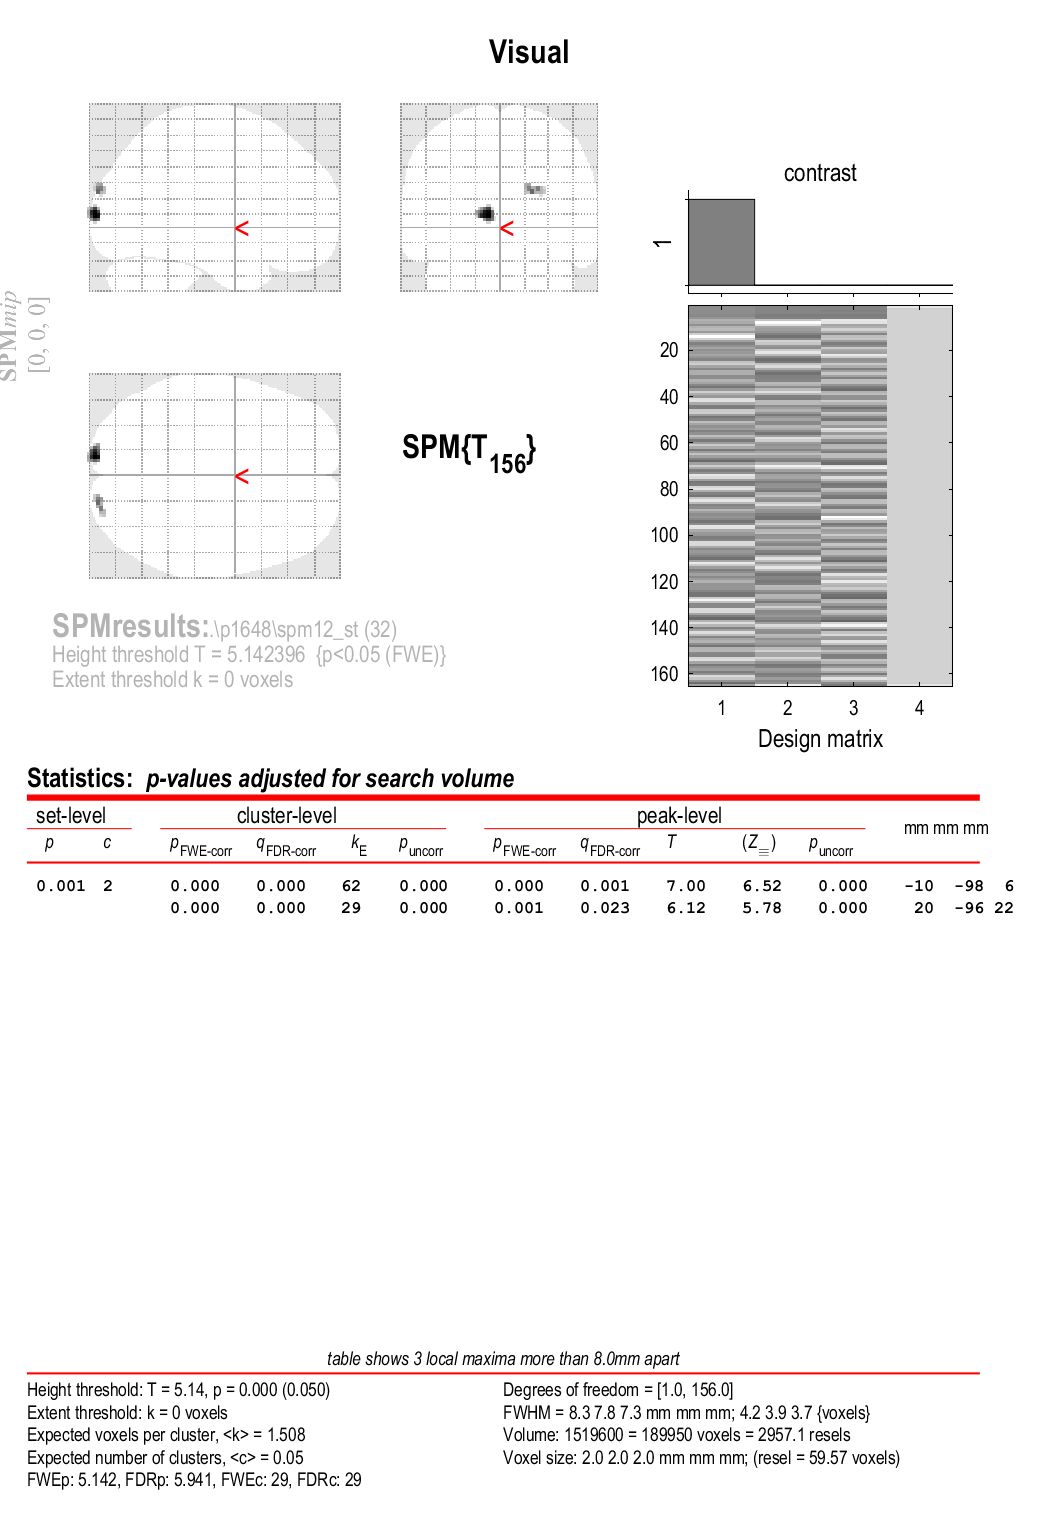 Visual
<
<
contrast
1
SPMmip
[0, 0, 0]
<
SPM{T156}
20
40
60
80
100
120
140
160
1 2 3 4
Design matrix
SPMresults:.\p1648\spm12_st (32)
Height threshold T = 5.142396 {p<0.05 (FWE)}
Extent threshold k = 0 voxels
Statistics: p-values adjusted for search volume
set-level cluster-level peak-level mm mm mm
p c pFWE-corr qFDR-corr kE puncorr pFWE-corr qFDR-corr T (Z≡) puncorr
0.001 2 0.000 0.000 62 0.000 0.000 0.001 7.00 6.52 0.000 -10 -98 6
0.000 0.000 29 0.000 0.001 0.023 6.12 5.78 0.000 20 -96 22
table shows 3 local maxima more than 8.0mm apart
Height threshold: T = 5.14, p = 0.000 (0.050)
Extent threshold: k = 0 voxels
Expected voxels per cluster, <k> = 1.508
Expected number of clusters, <c> = 0.05
FWEp: 5.142, FDRp: 5.941, FWEc: 29, FDRc: 29
Degrees of freedom = [1.0, 156.0]
FWHM = 8.3 7.8 7.3 mm mm mm; 4.2 3.9 3.7 {voxels}
Volume: 1519600 = 189950 voxels = 2957.1 resels
Voxel size: 2.0 2.0 2.0 mm mm mm; (resel = 59.57 voxels)